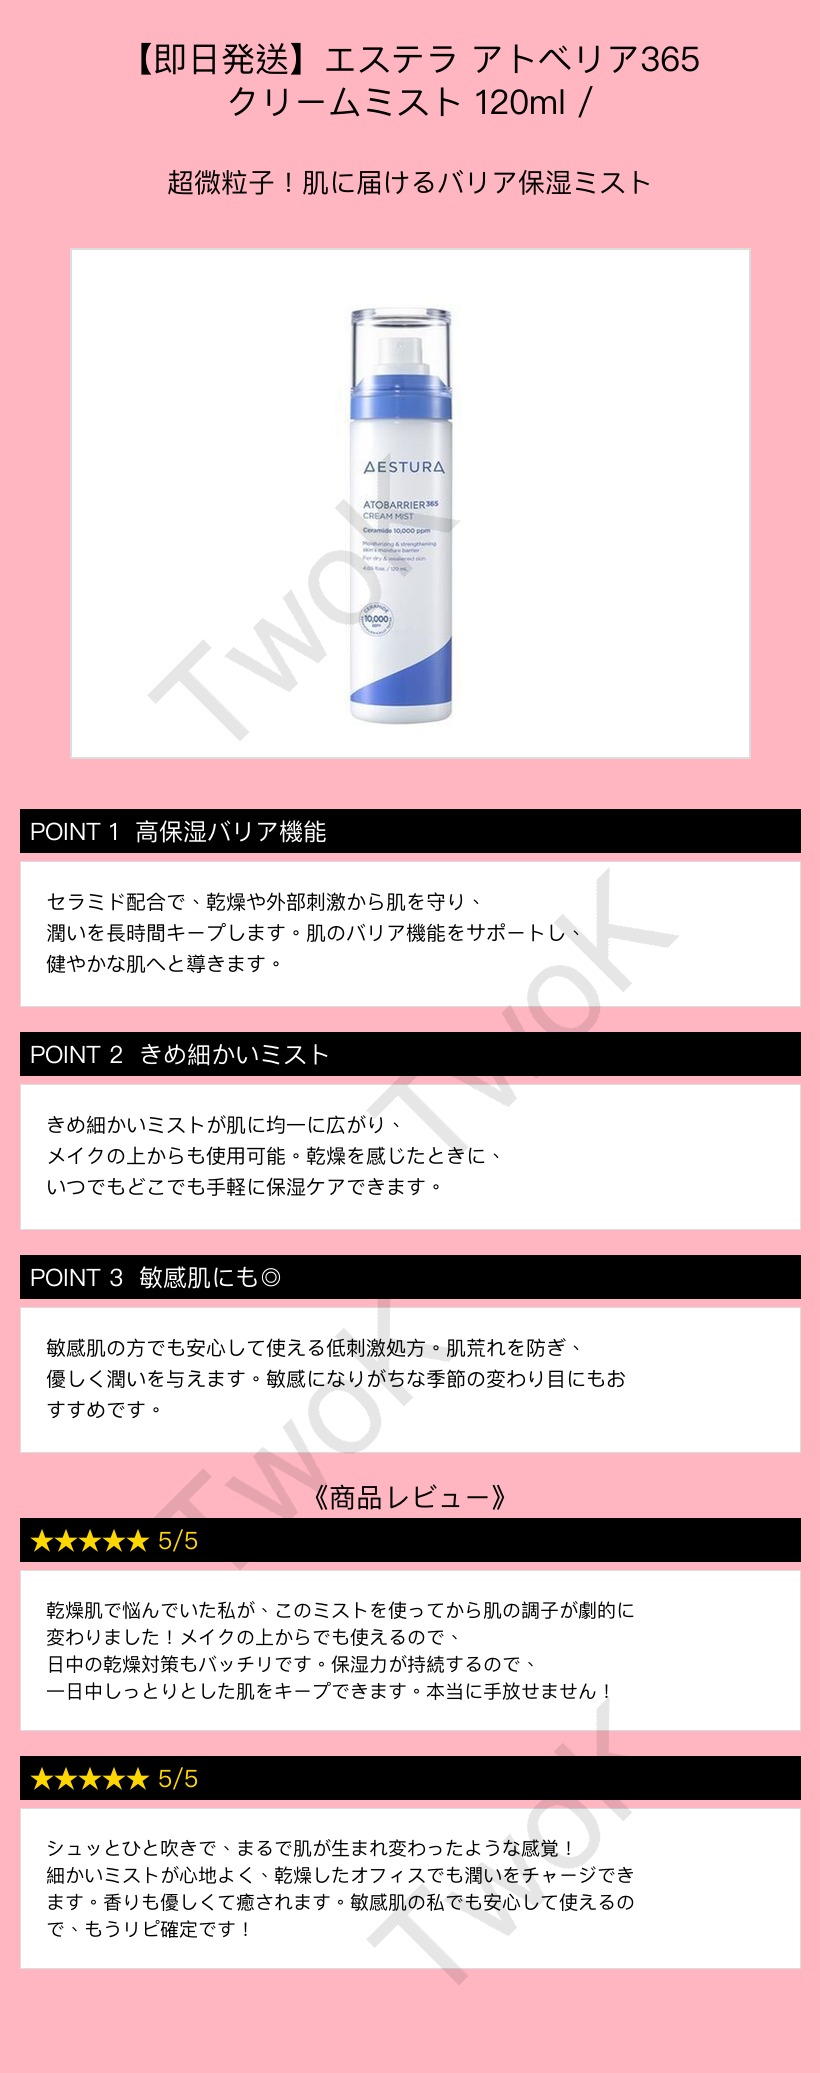 【即日発送】エステラ アトベリア365
クリームミスト 120ml /
超微粒子！肌に届けるバリア保湿ミスト
AESTURA
ATOBARRIER365
CREAM MIST
Ceramide 10,000 ppm
Moisturizing & strengthening
skin's moisture barrier
For dry & weakened skin
4.05 fl.oz. / 120 mL
CERAMIDE
10,000
ppm
TwoK
POINT 1 高保湿バリア機能
セラミド配合で、乾燥や外部刺激から肌を守り、
潤いを長時間キープします。肌のバリア機能をサポートし、
健やかな肌へと導きます。
TwoK
POINT 2 きめ細かいミスト
きめ細かいミストが肌に均一に広がり、
メイクの上からも使用可能。乾燥を感じたときに、
いつでもどこでも手軽に保湿ケアできます。
POINT 3 敏感肌にも◎
敏感肌の方でも安心して使える低刺激処方。肌荒れを防ぎ、
優しく潤いを与えます。敏感になりがちな季節の変わり目にもお
すすめです。
TwoK
《商品レビュー》
★★★★★ 5/5
乾燥肌で悩んでいた私が、このミストを使ってから肌の調子が劇的に
変わりました！メイクの上からでも使えるので、
日中の乾燥対策もバッチリです。保湿力が持続するので、
一日中しっとりとした肌をキープできます。本当に手放せません！
★★★★★ 5/5
シュッとひと吹きで、まるで肌が生まれ変わったような感覚！
細かいミストが心地よく、乾燥したオフィスでも潤いをチャージでき
ます。香りも優しくて癒されます。敏感肌の私でも安心して使えるの
で、もうリピ確定です！
TwoK